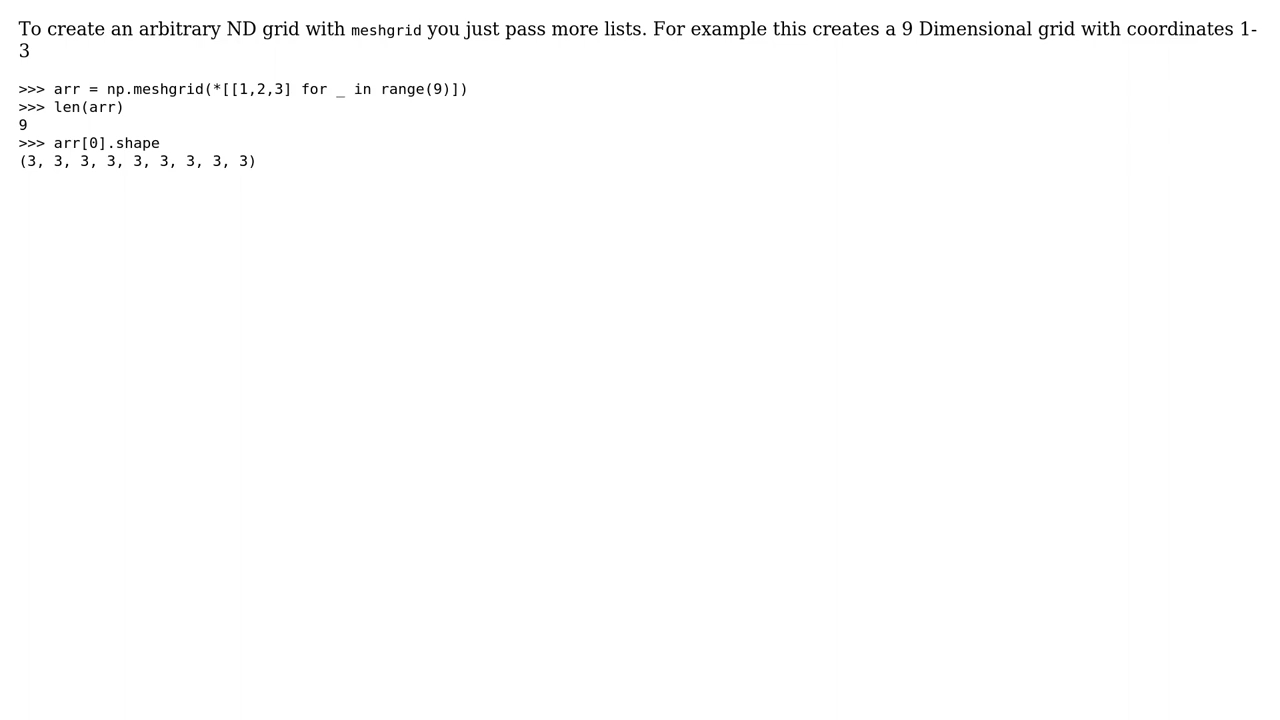 To create an arbitrary ND grid with meshgrid you just pass more lists. For example this creates a 9 Dimensional grid with coordinates 1-
3
>>> arr = np.meshgrid(*[[1,2,3] for _ in range(9)])
>>> len(arr)
9
>>> arr[0].shape
(3, 3, 3, 3, 3, 3, 3, 3, 3)